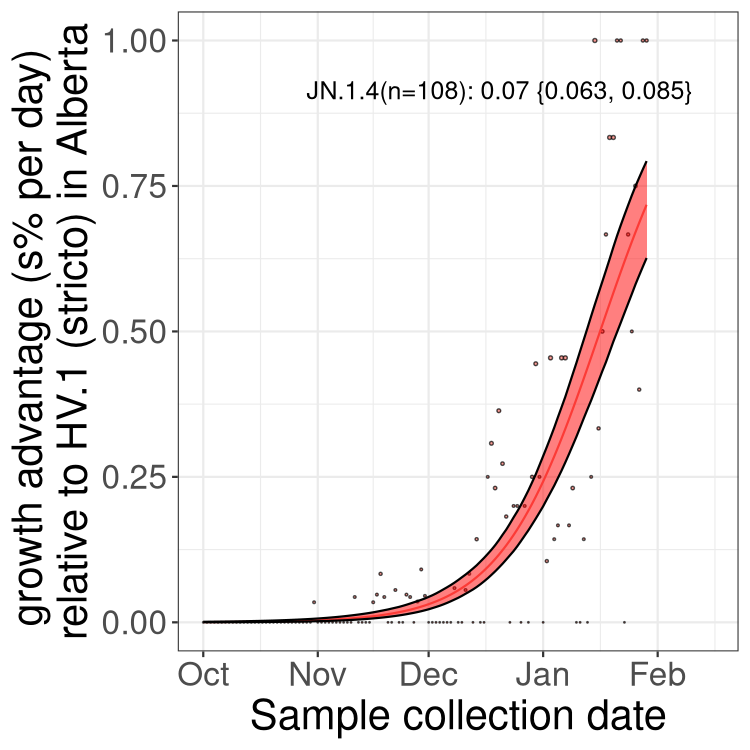 growth advantage (s% per day)
relative to HV.1 (stricto) in Alberta
1.00
0.75
0.50
0.25
0.00
JN.1.4(n=108): 0.07 {0.063, 0.085}
Oct Nov Dec Jan Feb
Sample collection date